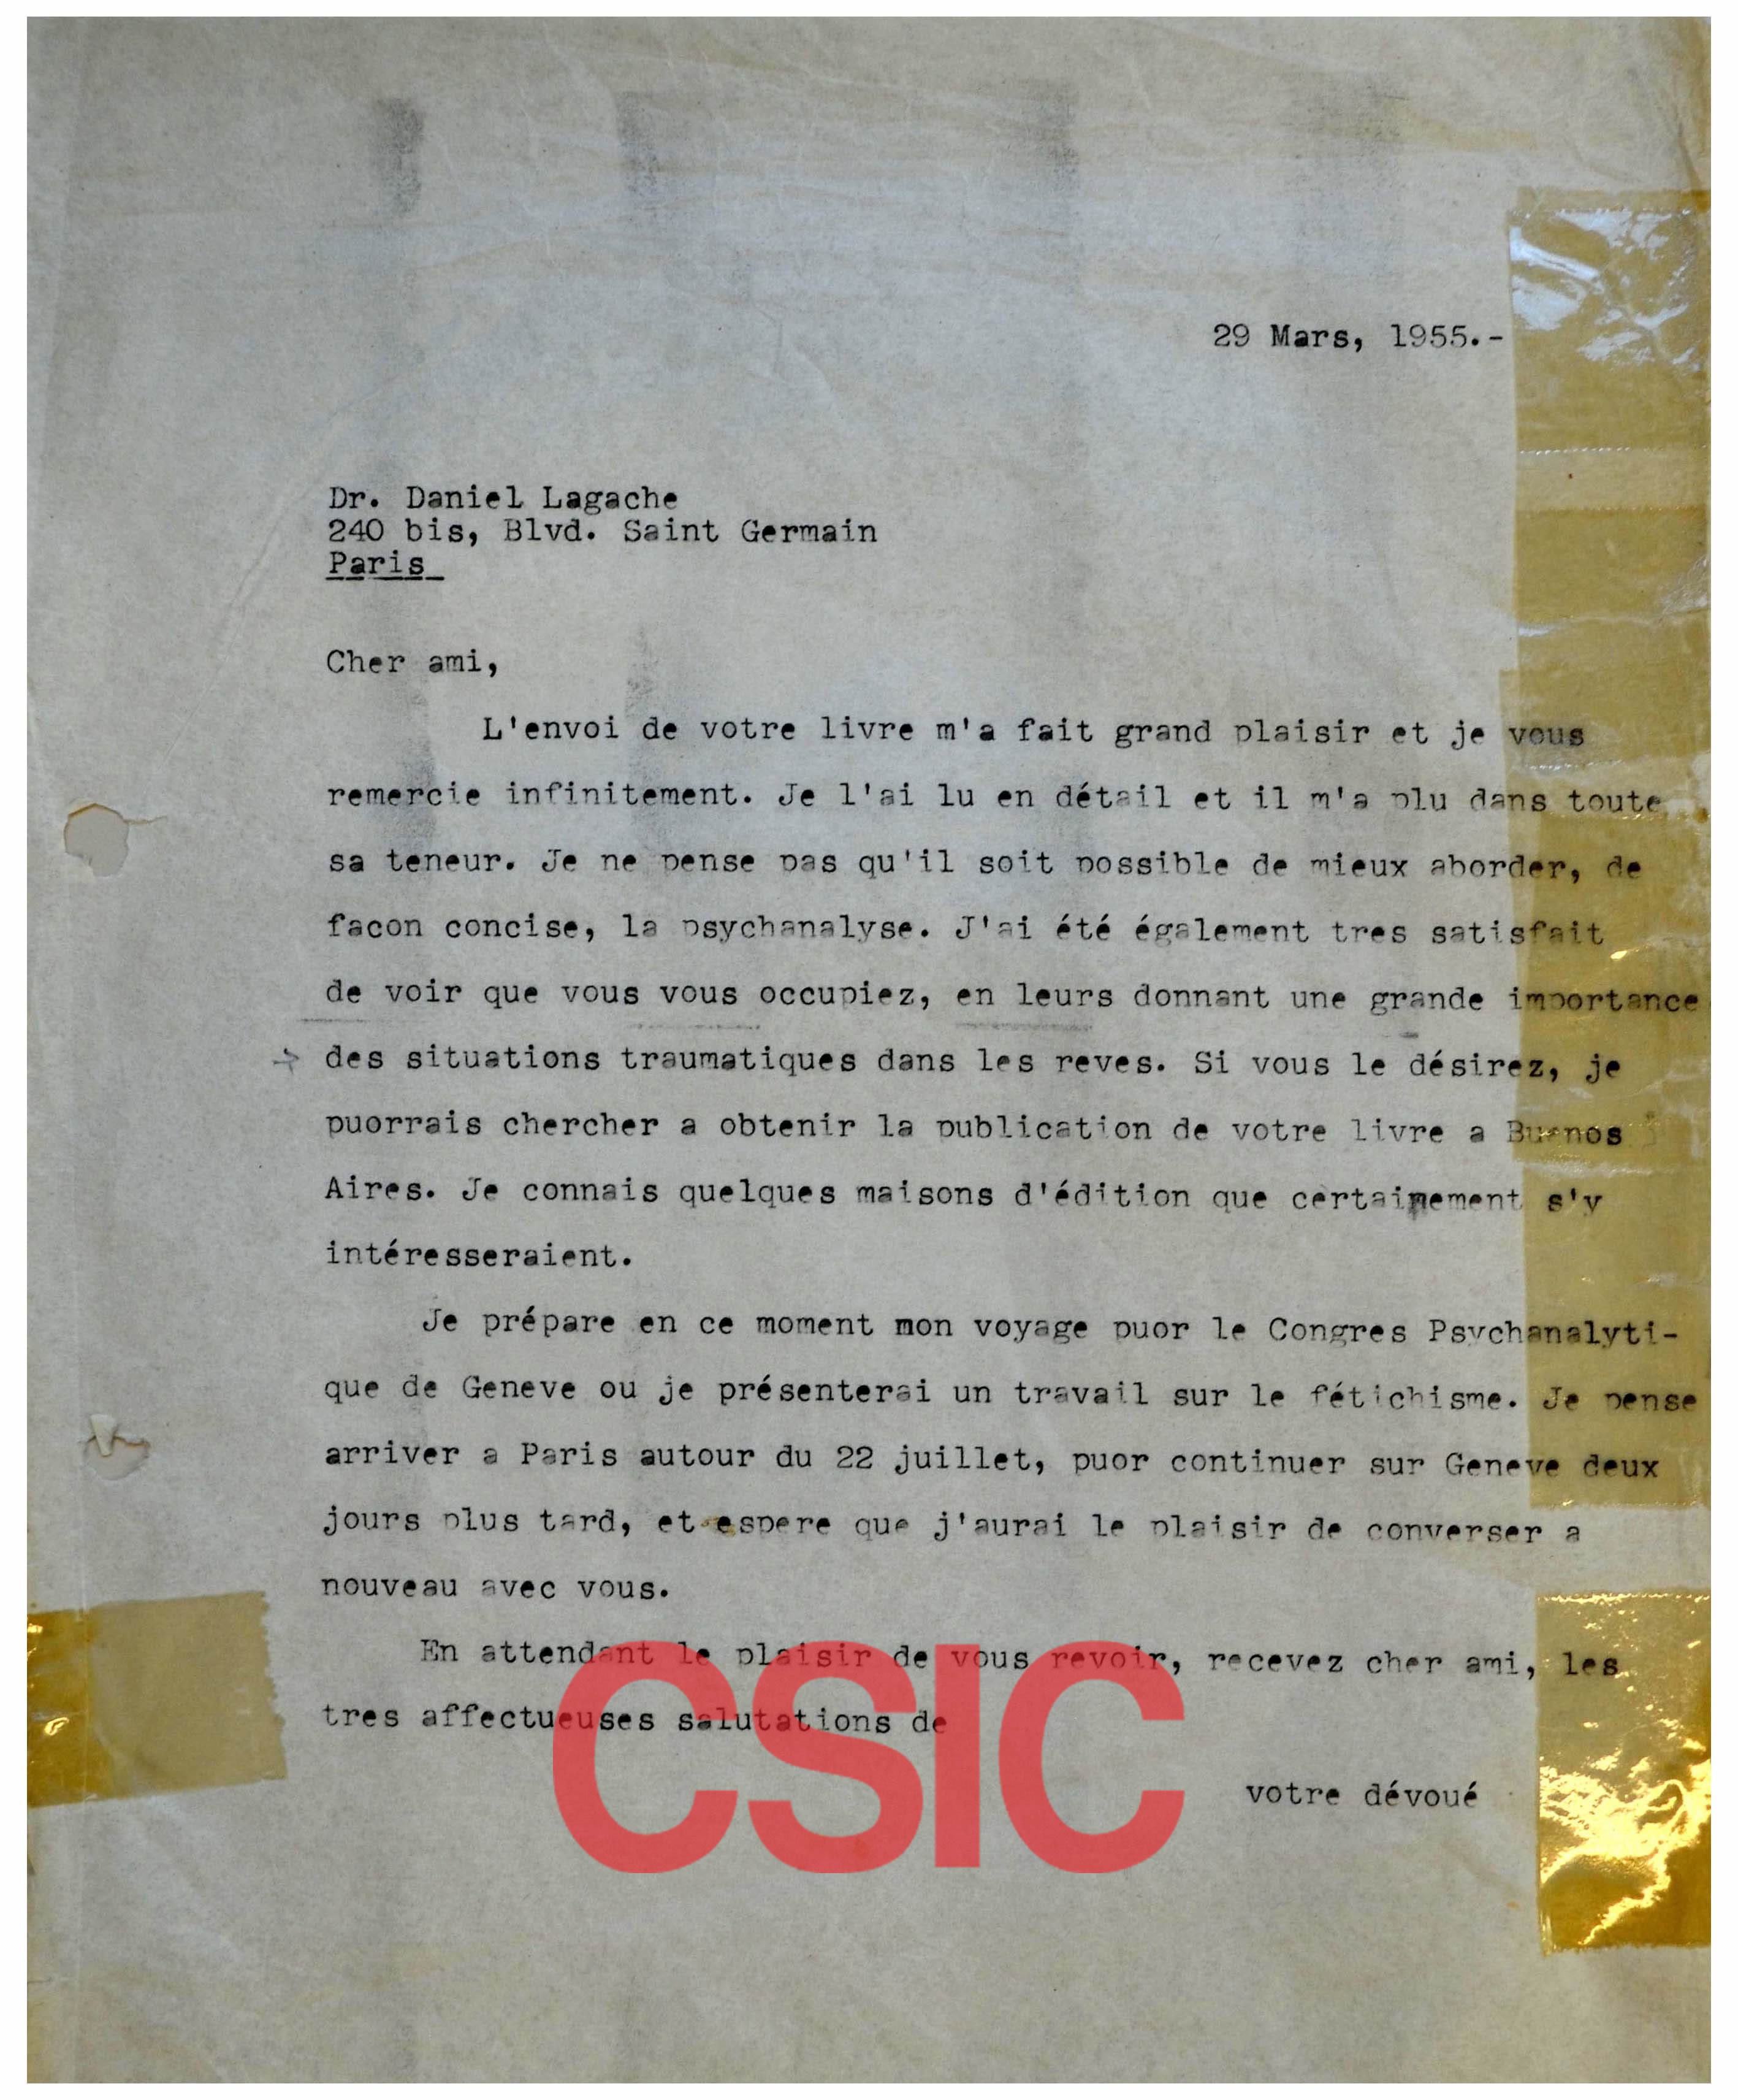 29 Mars, 1955.-
Dr. Daniel Lagache
240 bis, Blvd. Saint Germain
Paris
Cher ami,
L'envoi de votre livre m'a fait grand plaisir et je vous
remercie infinitement. Je l'ai lu en détail et il m'a plu dans toute
sa teneur. Je ne pense pas qu'il soit possible de mieux aborder, de
facon concise, la psychanalyse. J'ai été également tres satisfait
de voir que vous vous occupiez, en leurs donnant une grande importance
des situations traumatiques dans les reves. Si vous le désirez, je
puorrais chercher a obtenir la publication de votre livre a Buenos
Aires. Je connais quelques maisons d'édition que certainement s'y
intéresseraient.
Je prépare en ce moment mon voyage puor le Congres Psychanalyti-
que de Geneve ou je présenterai un travail sur le fétichisme. Je pense
arriver a Paris autour du 22 juillet, puor continuer sur Geneve deux
jours plus tard, et espere que j'aurai le plaisir de converser a
nouveau avec vous.
En attendant le plaisir de vous revoir, recevez cher ami, les
tres affectueuses salutations de
votre dévoué
CSIC